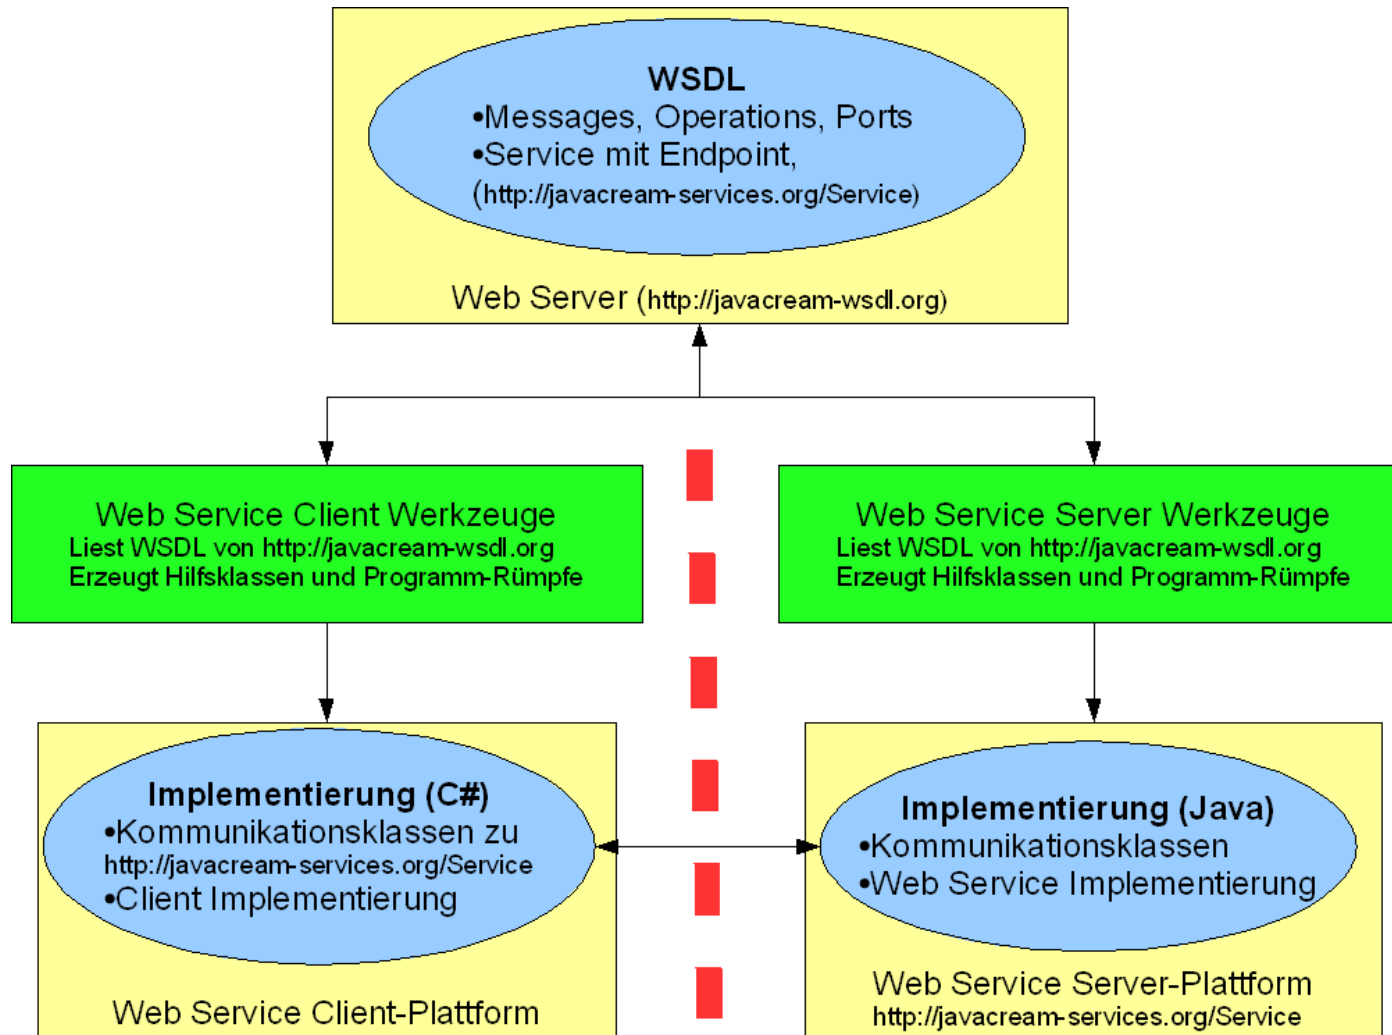 WSDL
•Messages, Operations, Ports
•Service mit Endpoint,
(http://javacream-services.org/Service)
Web Server (http://javacream-wsdl.org)
Web Service Client Werkzeuge
Liest WSDL von http://javacream-wsdl.org
Erzeugt Hilfsklassen und Programm-Rümpfe
Web Service Server Werkzeuge
Liest WSDL von http://javacream-wsdl.org
Erzeugt Hilfsklassen und Programm-Rümpfe
Implementierung (C#)
•Kommunikationsklassen zu
http://javacream-services.org/Service
•Client Implementierung
Web Service Client-Plattform
Implementierung (Java)
•Kommunikationsklassen
•Web Service Implementierung
Web Service Server-Plattform
http://javacream-services.org/Service